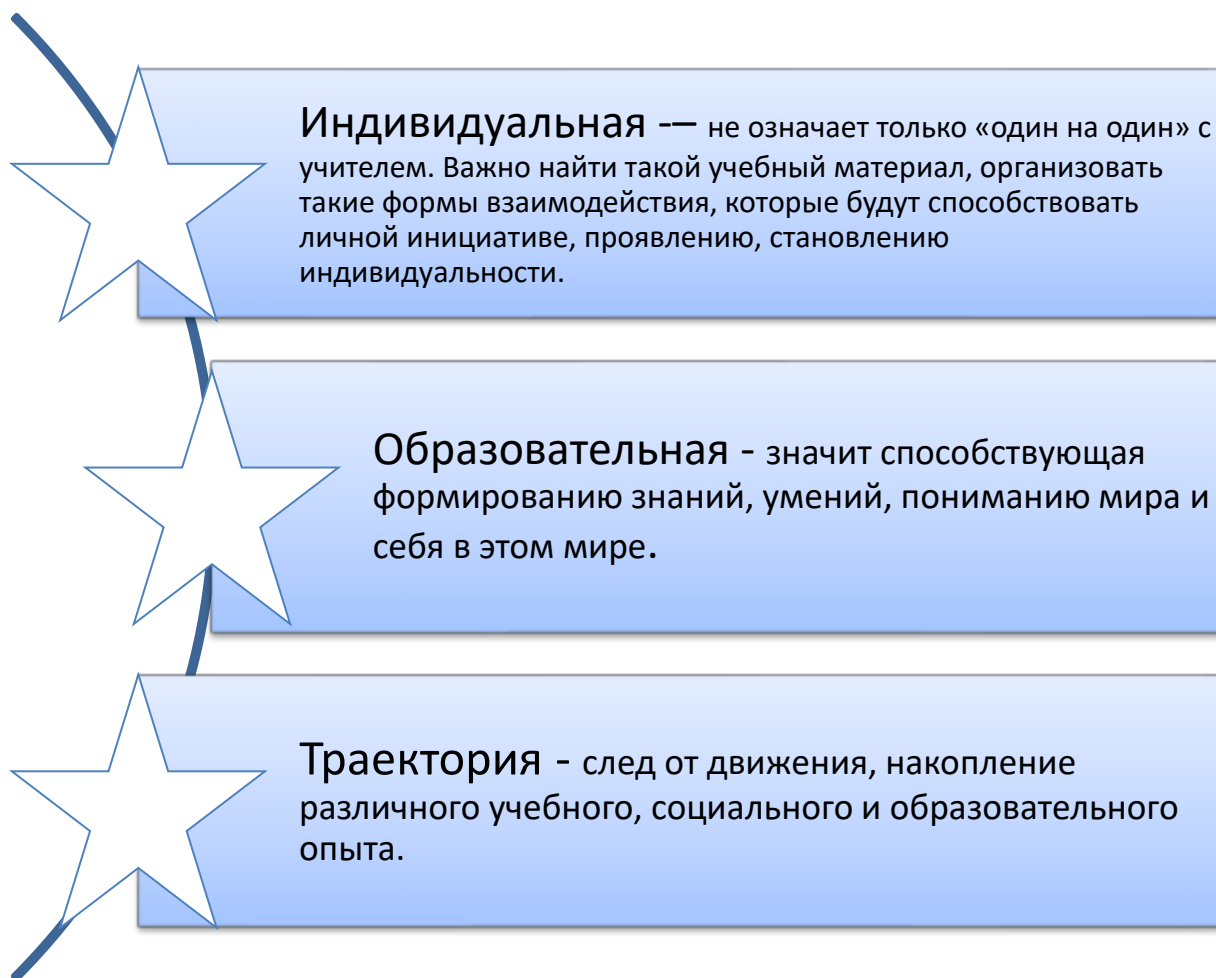 Индивидуальная -– не означает только «один на один» с
учителем. Важно найти такой учебный материал, организовать
такие формы взаимодействия, которые будут способствовать
личной инициативе, проявлению, становлению
индивидуальности.
Образовательная - значит способствующая
формированию знаний, умений, пониманию мира и
себя в этом мире.
Траектория - след от движения, накопление
различного учебного, социального и образовательного
опыта.